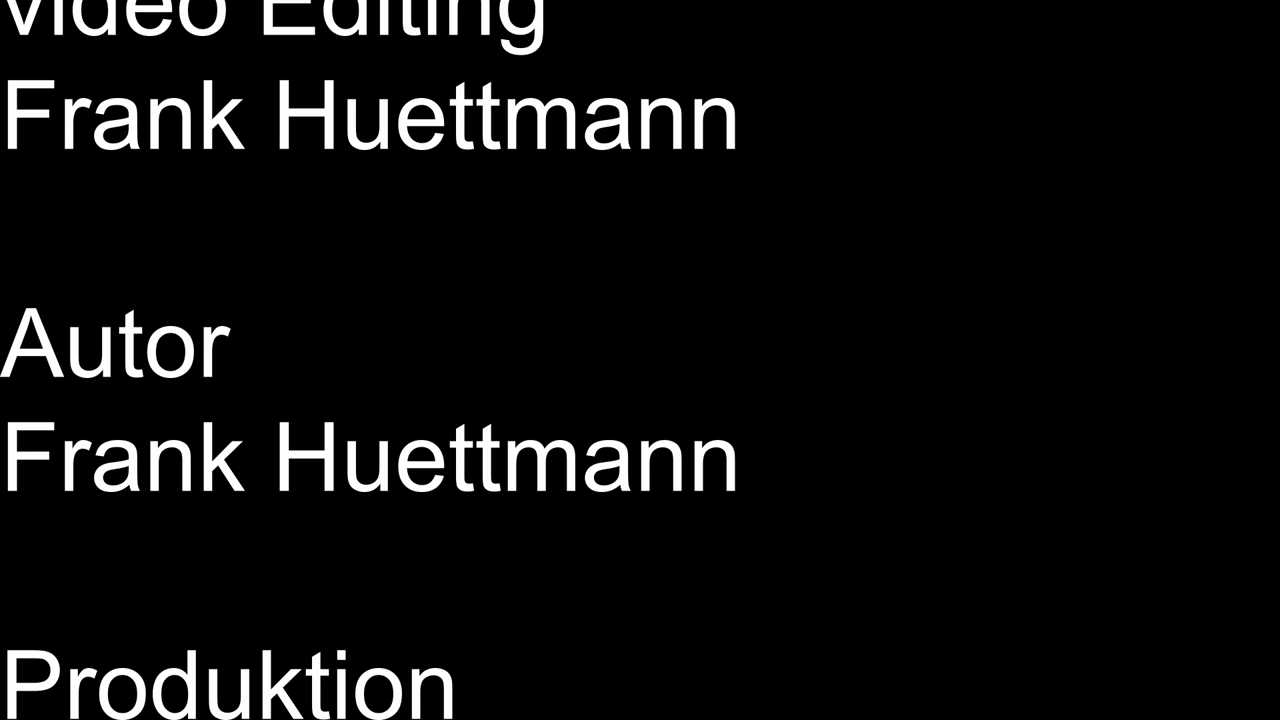 Video Editing
Frank Huettmann
Autor
Frank Huettmann
Produktion